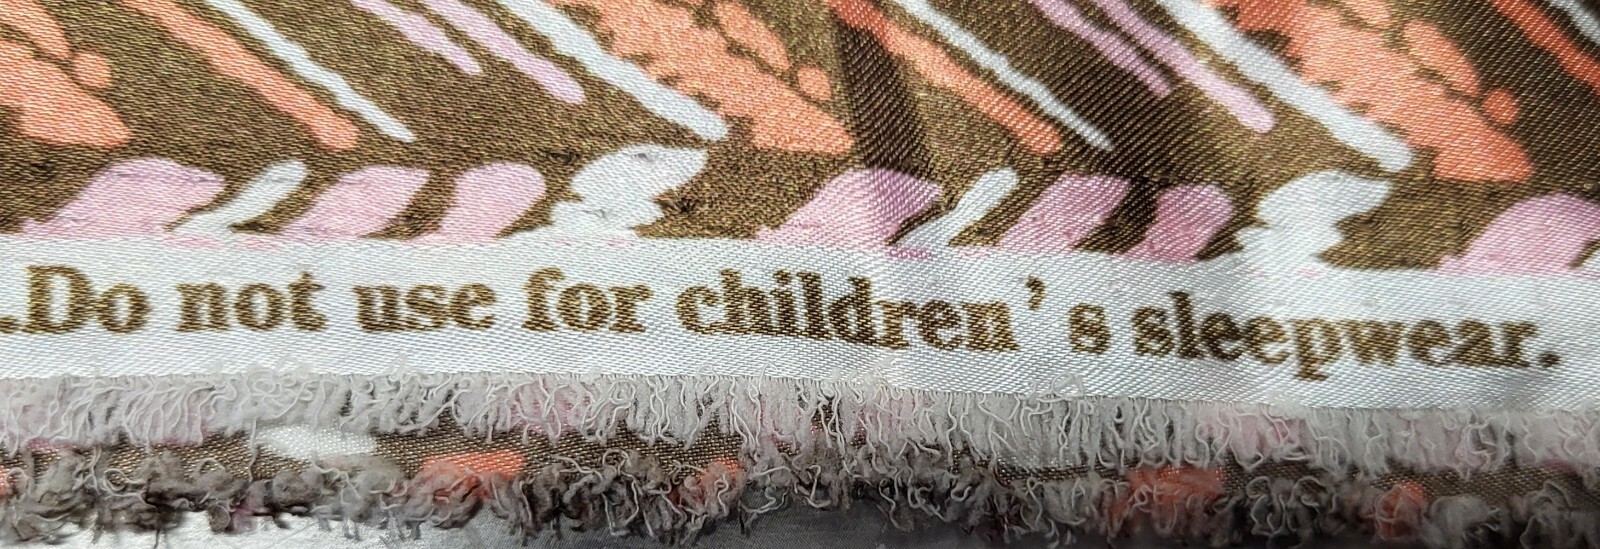 .Do not use for children's sleepwear.